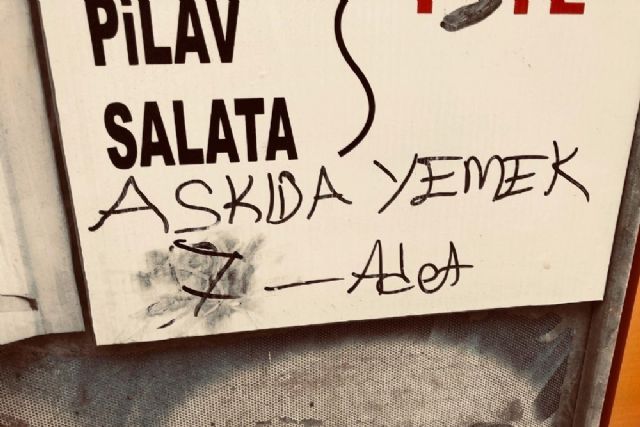 PiLAV
SALATA
ASKIDA YEMEK
7 — Adet